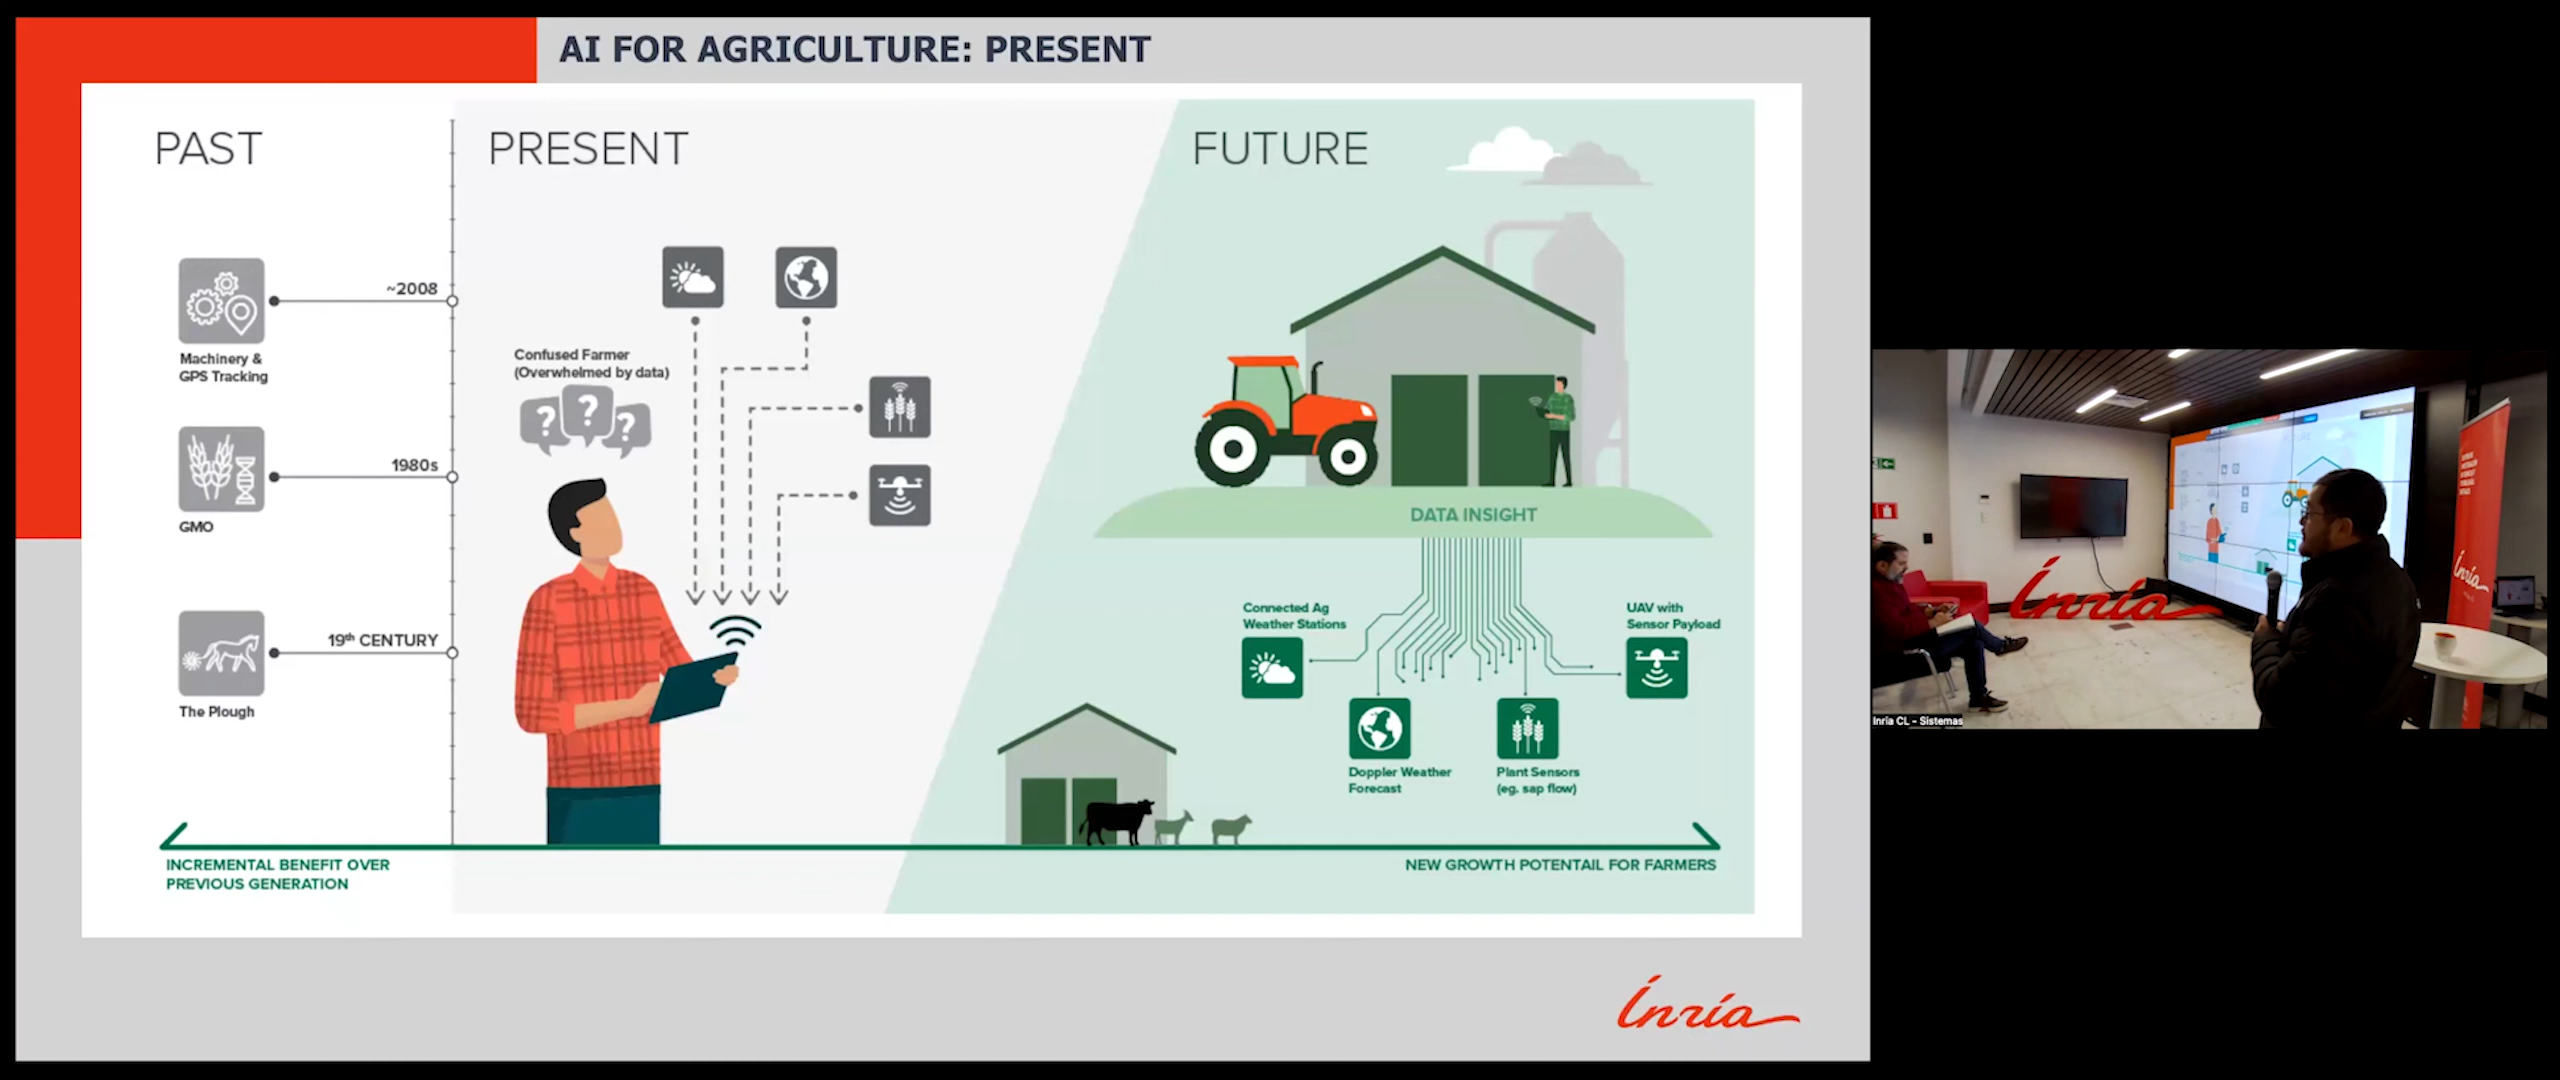 AI FOR AGRICULTURE: PRESENT
PAST
PRESENT
FUTURE
~2008
Machinery &
GPS Tracking
1980s
GMO
19th CENTURY
The Plough
Confused Farmer
(Overwhelmed by data)
? ? ?
DATA INSIGHT
Connected Ag
Weather Stations
UAV with
Sensor Payload
Doppler Weather
Forecast
Plant Sensors
(eg. sap flow)
INCREMENTAL BENEFIT OVER
PREVIOUS GENERATION
NEW GROWTH POTENTAIL FOR FARMERS
Inria
Inria
Inria
Inria CL - Sistemas